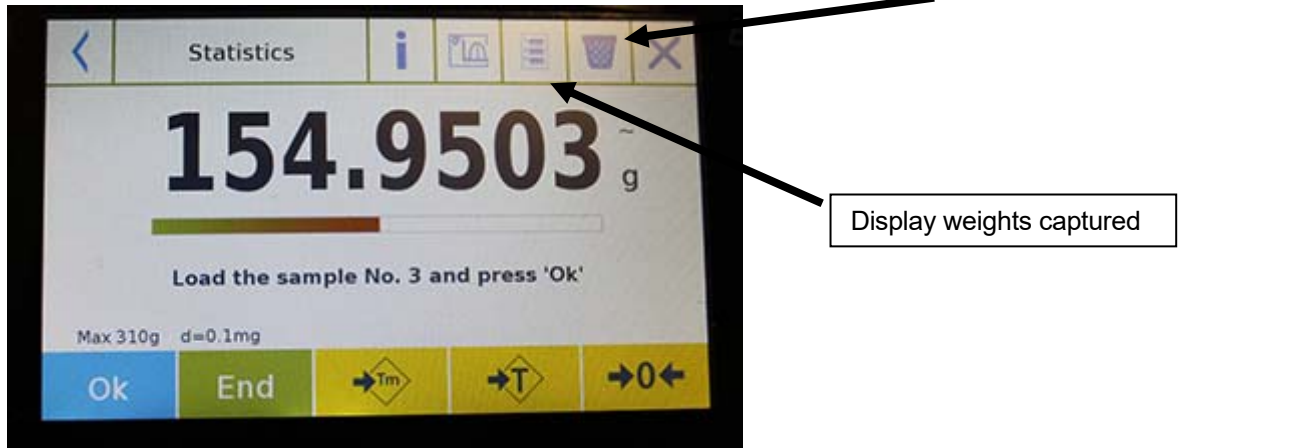 Statistics
154.9503 ~ g
Load the sample No. 3 and press 'Ok'
Max 310g d=0.1mg
Ok End →Tm →T →0←
Display weights captured